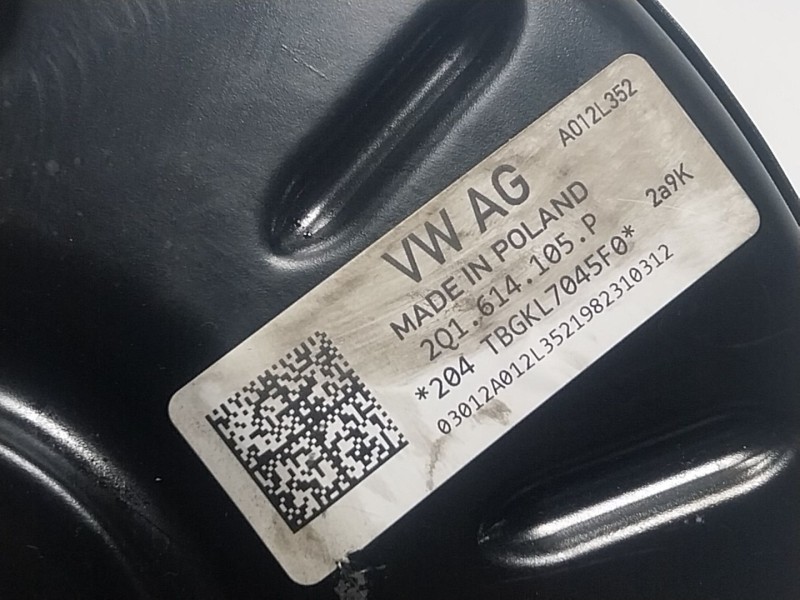 A012L352
VW AG
MADE IN POLAND
2a9K
2Q1.614.105.P
*204 TBGKL7045F0*
03012A012L3521982310312